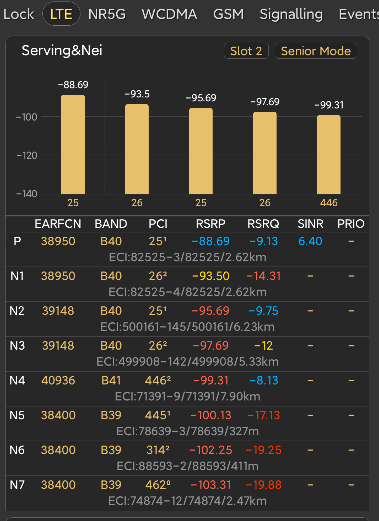 Lock LTE NR5G WCDMA GSM Signalling Events
Serving&Nei Slot 2 Senior Mode
-88.69 -93.5 -95.69 -97.69 -99.31
-100
-120
-140
25 26 25 26 446
EARFCN BAND PCI RSRP RSRQ SINR PRIO
P 38950 B40 25¹ -88.69 -9.13 6.40 -
ECI:82525-3/82525/2.62km
N1 38950 B40 26² -93.50 -14.31 - -
ECI:82525-4/82525/2.62km
N2 39148 B40 25¹ -95.69 -9.75 - -
ECI:500161-145/500161/6.23km
N3 39148 B40 26² -97.69 -12 - -
ECI:499908-142/499908/5.33km
N4 40936 B41 446² -99.31 -8.13 - -
ECI:71391-9/71391/7.90km
N5 38400 B39 445¹ -100.13 -17.13 - -
ECI:78639-3/78639/327m
N6 38400 B39 314² -102.25 -19.25 - -
ECI:88593-2/88593/411m
N7 38400 B39 462⁰ -103.31 -19.88 - -
ECI:74874-12/74874/2.47km